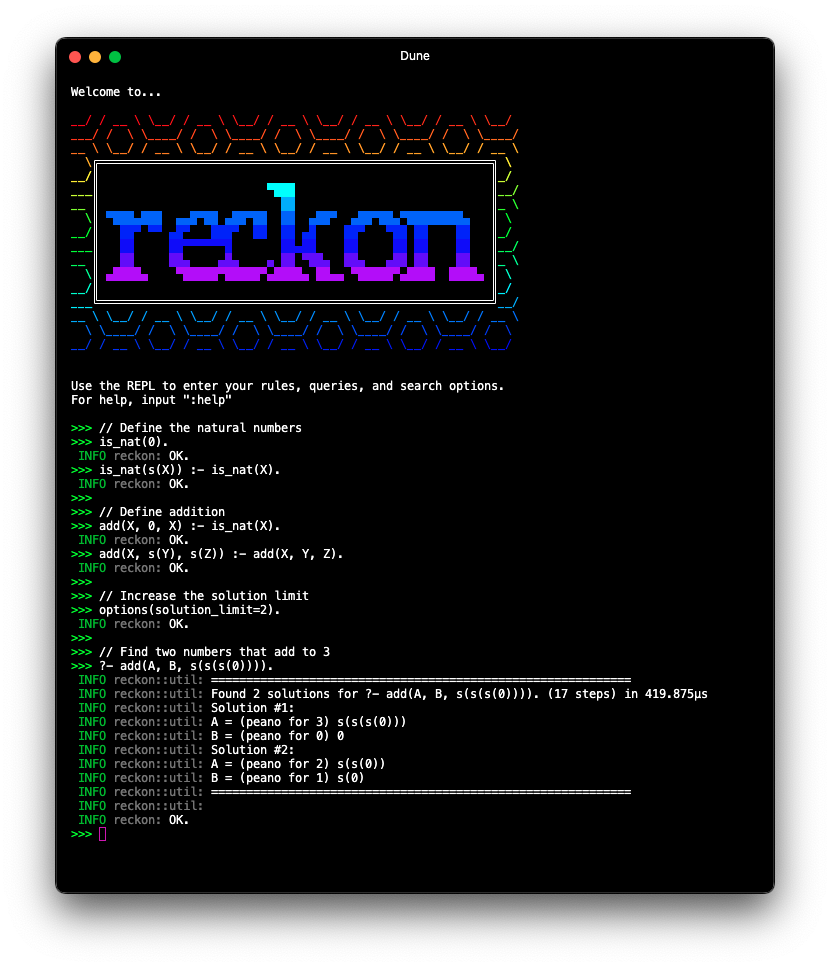 Dune
Welcome to...
reckon
Use the REPL to enter your rules, queries, and search options.
For help, input ":help"
>>> // Define the natural numbers
>>> is_nat(0).
INFO reckon: OK.
>>> is_nat(s(X)) :- is_nat(X).
INFO reckon: OK.
>>>
>>> // Define addition
>>> add(X, 0, X) :- is_nat(X).
INFO reckon: OK.
>>> add(X, s(Y), s(Z)) :- add(X, Y, Z).
INFO reckon: OK.
>>>
>>> // Increase the solution limit
>>> options(solution_limit=2).
INFO reckon: OK.
>>>
>>> // Find two numbers that add to 3
>>> ?- add(A, B, s(s(s(0)))).
INFO reckon::util: ════════════════════════════════════════════════════════════
INFO reckon::util: Found 2 solutions for ?- add(A, B, s(s(s(0)))). (17 steps) in 419.875µs
INFO reckon::util: Solution #1:
INFO reckon::util: A = (peano for 3) s(s(s(0)))
INFO reckon::util: B = (peano for 0) 0
INFO reckon::util: Solution #2:
INFO reckon::util: A = (peano for 2) s(s(0))
INFO reckon::util: B = (peano for 1) s(0)
INFO reckon::util: ════════════════════════════════════════════════════════════
INFO reckon::util:
INFO reckon: OK.
>>>